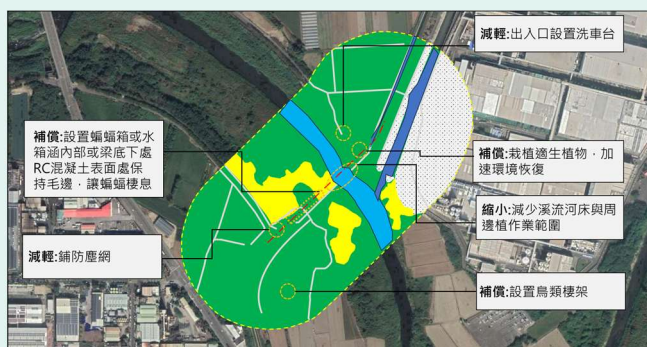 減輕:出入口設置洗車台
補償:設置蝙蝠箱或水
箱涵內部或梁底下處
RC混凝土表面處保
持毛邊，讓蝙蝠棲息
補償:栽植適生植物，加
速環境恢復
縮小:減少溪流河床與周
邊植作業範圍
減輕:鋪防塵網
補償:設置鳥類棲架